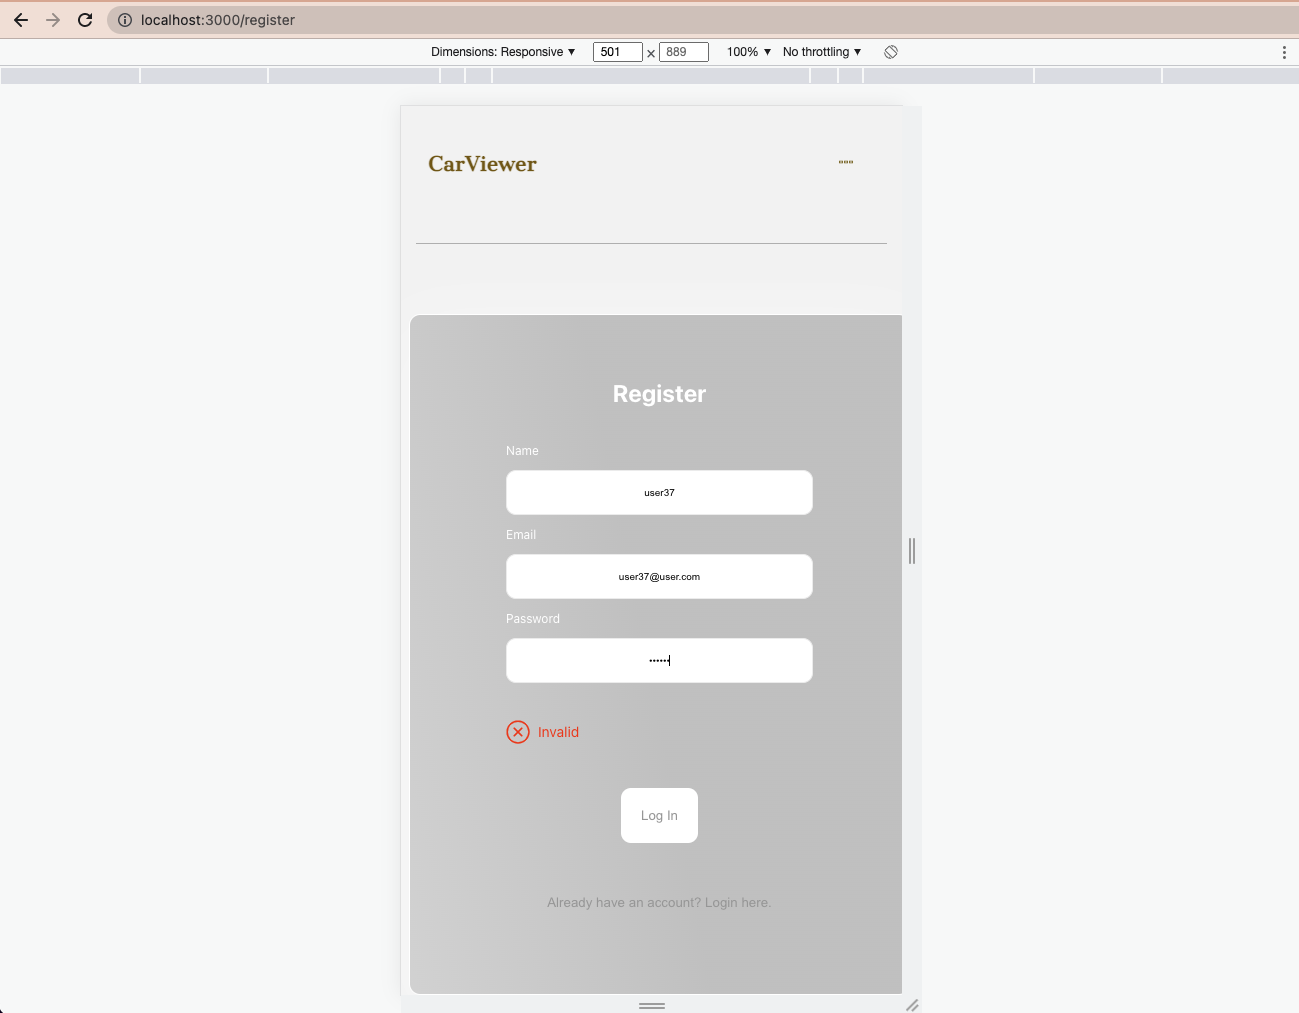 localhost:3000/register
Dimensions: Responsive ▼ 501 × 889 100% ▼ No throttling ▼
CarViewer
Register
Name
user37
Email
user37@user.com
Password
••••••
Invalid
Log In
Already have an account? Login here.